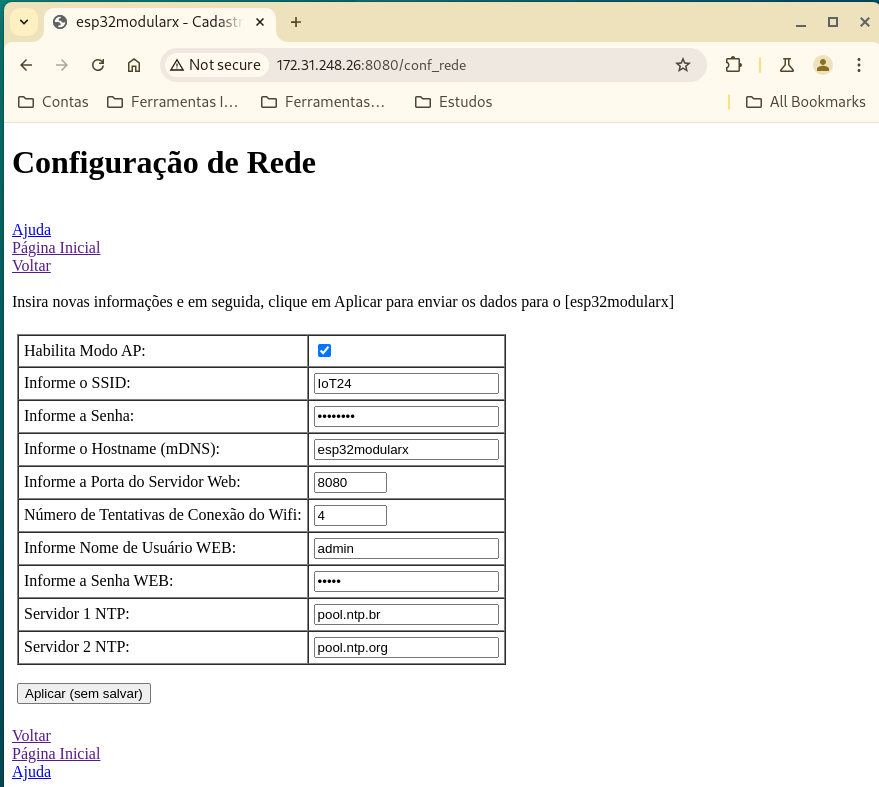 esp32modularx - Cadast
Not secure 172.31.248.26:8080/conf_rede
Contas Ferramentas I… Ferramentas… Estudos All Bookmarks
Configuração de Rede
Ajuda
Página Inicial
Voltar
Insira novas informações e em seguida, clique em Aplicar para enviar os dados para o [esp32modularx]
Habilita Modo AP:
Informe o SSID: IoT24
Informe a Senha: ••••••••
Informe o Hostname (mDNS): esp32modularx
Informe a Porta do Servidor Web: 8080
Número de Tentativas de Conexão do Wifi: 4
Informe Nome de Usuário WEB: admin
Informe a Senha WEB: •••••
Servidor 1 NTP: pool.ntp.br
Servidor 2 NTP: pool.ntp.org
Aplicar (sem salvar)
Voltar
Página Inicial
Ajuda